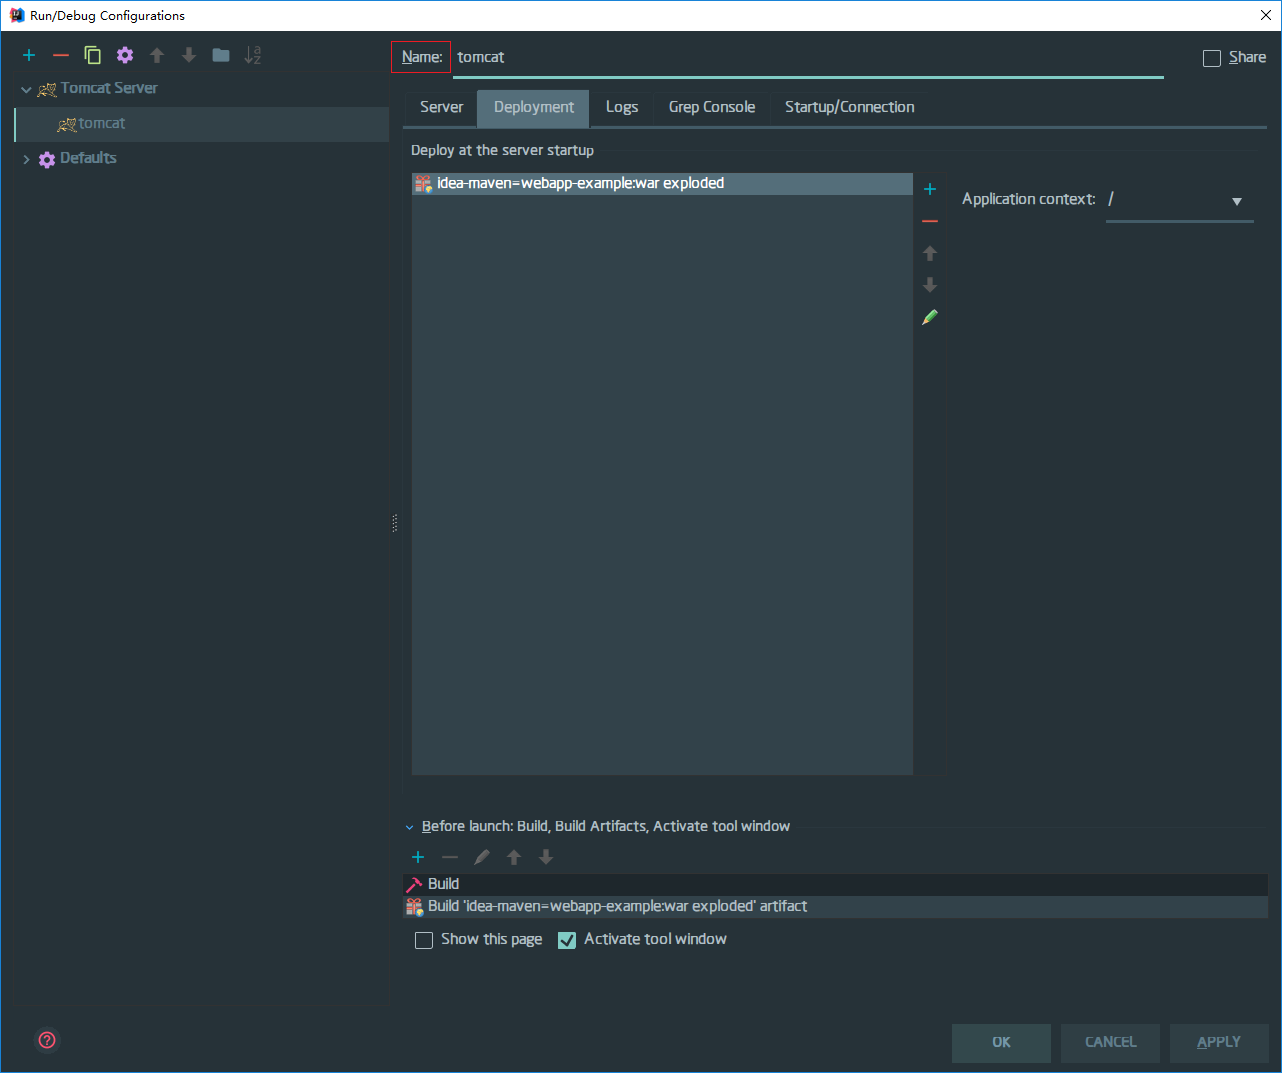 Run/Debug Configurations
Name: tomcat
Share
Tomcat Server
tomcat
Defaults
Server Deployment Logs Grep Console Startup/Connection
Deploy at the server startup
idea-maven=webapp-example:war exploded
Application context: /
Before launch: Build, Build Artifacts, Activate tool window
Build
Build 'idea-maven=webapp-example:war exploded' artifact
Show this page Activate tool window
OK CANCEL APPLY